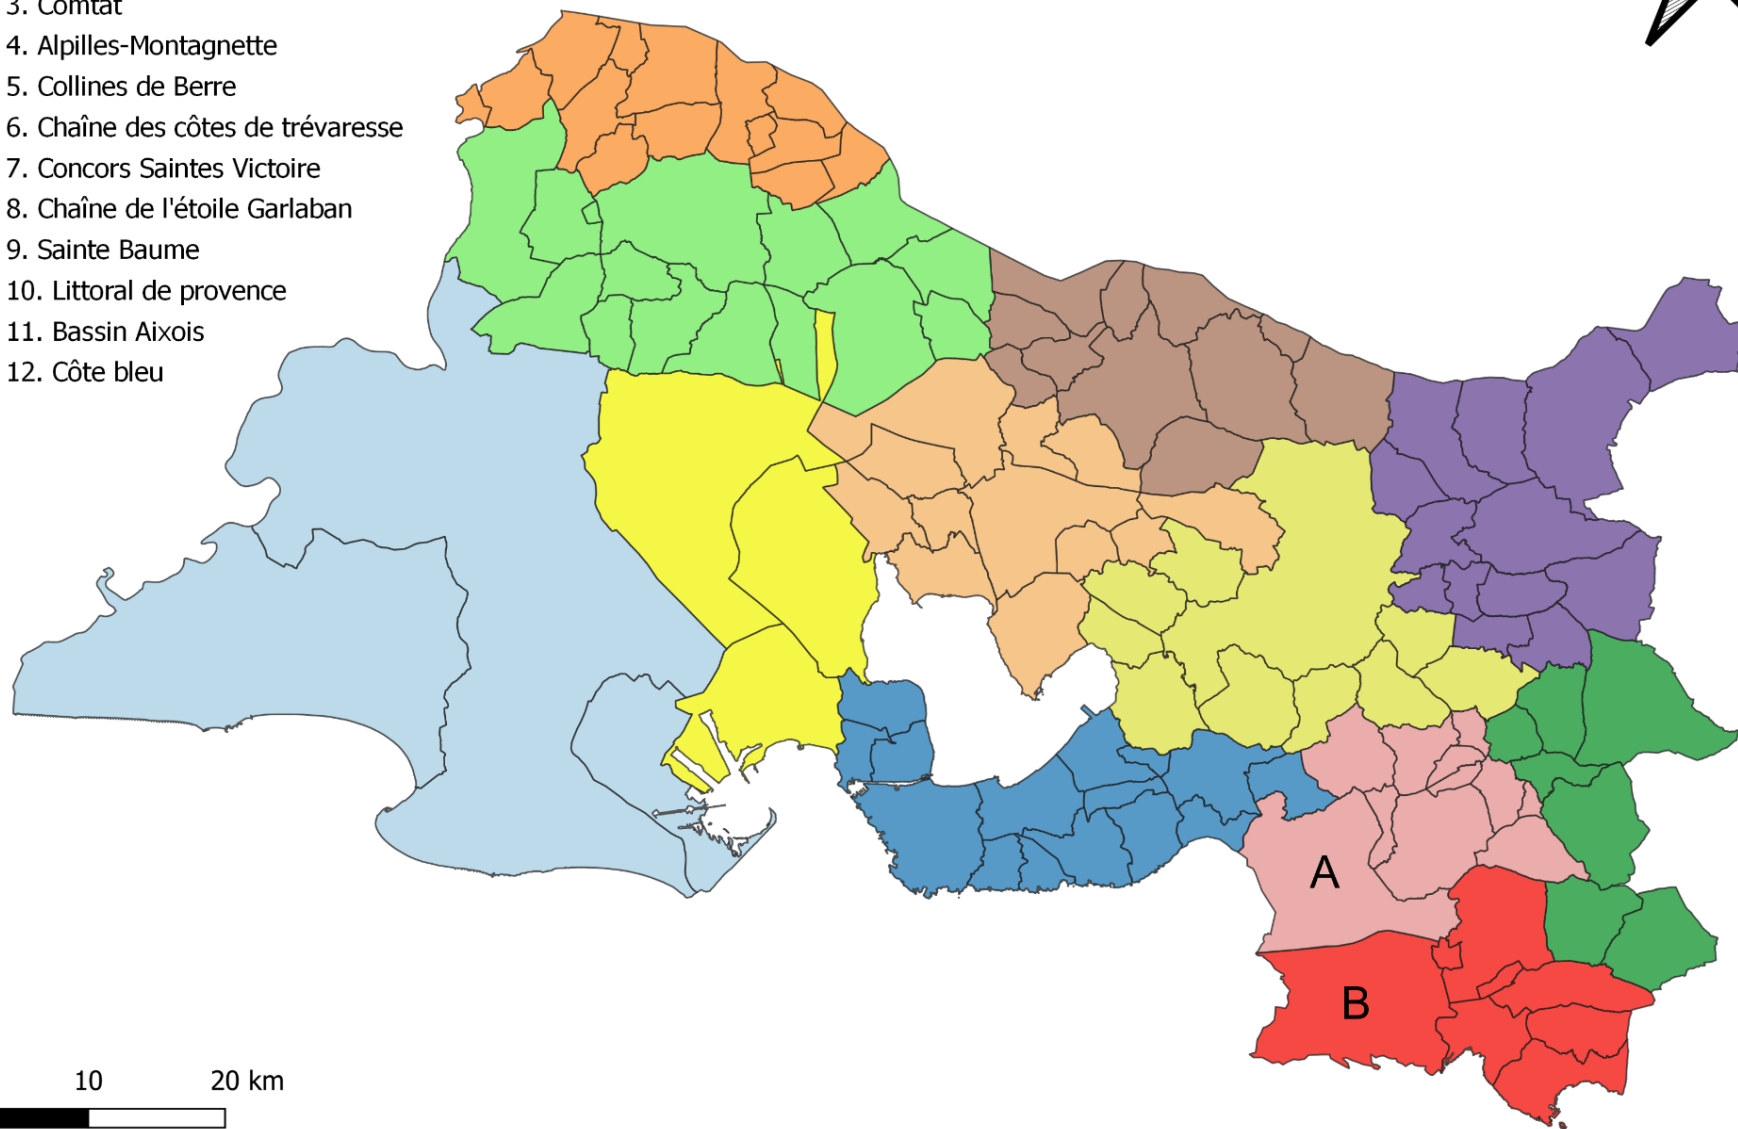 3. Comtat
4. Alpilles-Montagnette
5. Collines de Berre
6. Chaîne des côtes de trévaresse
7. Concors Saintes Victoire
8. Chaîne de l'étoile Garlaban
9. Sainte Baume
10. Littoral de provence
11. Bassin Aixois
12. Côte bleu
A
B
10 20 km